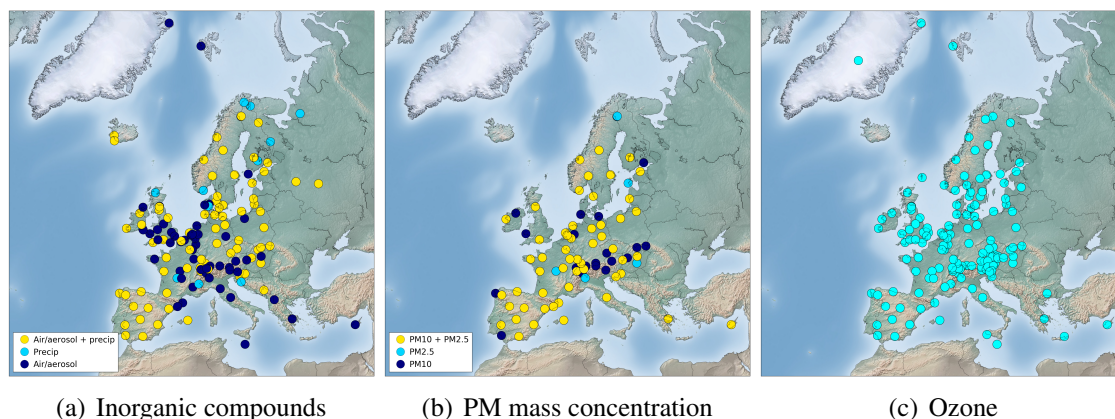 Air/aerosol + precip
Precip
Air/aerosol
PM10 + PM2.5
PM2.5
PM10
(a) Inorganic compounds
(b) PM mass concentration
(c) Ozone